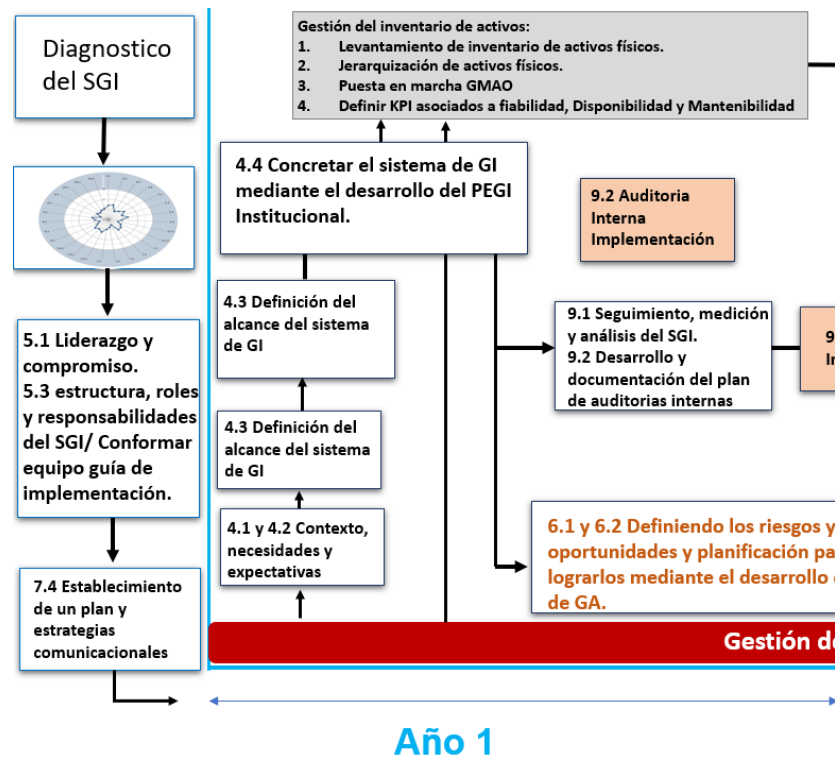 Diagnostico
del SGI
5.1 Liderazgo y
compromiso.
5.3 estructura, roles
y responsabilidades
del SGI/ Conformar
equipo guía de
implementación.
7.4 Establecimiento
de un plan y
estrategias
comunicacionales
Gestión del inventario de activos:
1. Levantamiento de inventario de activos físicos.
2. Jerarquización de activos físicos.
3. Puesta en marcha GMAO
4. Definir KPI asociados a fiabilidad, Disponibilidad y Mantenibilidad
4.4 Concretar el sistema de GI
mediante el desarrollo del PEGI
Institucional.
4.3 Definición del
alcance del sistema
de GI
4.3 Definición del
alcance del sistema
de GI
4.1 y 4.2 Contexto,
necesidades y
expectativas
9.2 Auditoria
Interna
Implementación
9.1 Seguimiento, medición
y análisis del SGI.
9.2 Desarrollo y
documentación del plan
de auditorias internas
9
In
6.1 y 6.2 Definiendo los riesgos y
oportunidades y planificación pa
lograrlos mediante el desarrollo
de GA.
Gestión de
Año 1